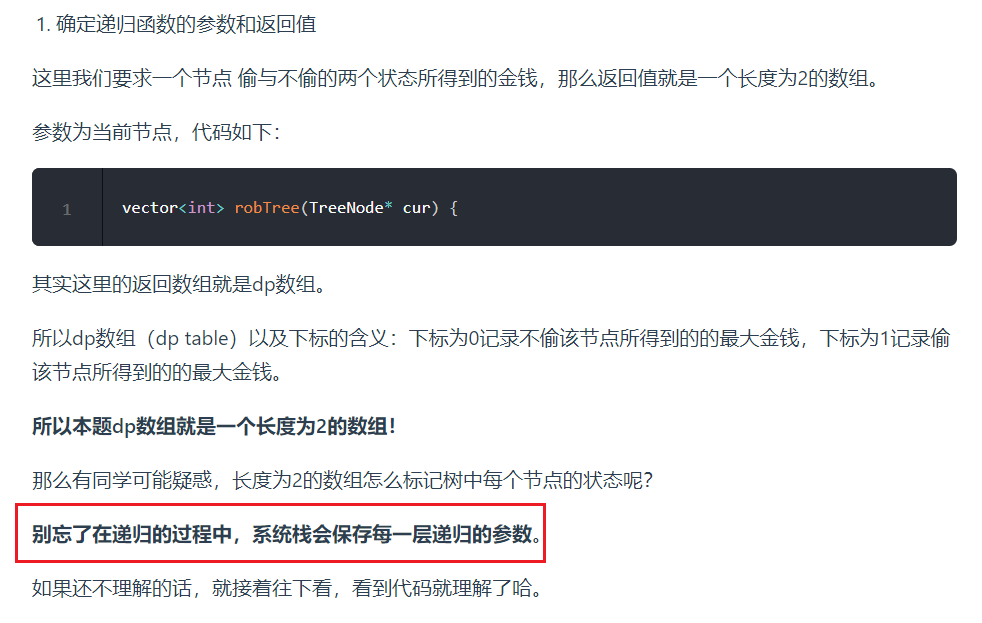 1. 确定递归函数的参数和返回值
这里我们要求一个节点 偷与不偷的两个状态所得到的金钱，那么返回值就是一个长度为2的数组。
参数为当前节点，代码如下：
1 vector<int> robTree(TreeNode* cur) {
其实这里的返回数组就是dp数组。
所以dp数组（dp table）以及下标的含义：下标为0记录不偷该节点所得到的的最大金钱，下标为1记录偷
该节点所得到的的最大金钱。
所以本题dp数组就是一个长度为2的数组！
那么有同学可能疑惑，长度为2的数组怎么标记树中每个节点的状态呢？
别忘了在递归的过程中，系统栈会保存每一层递归的参数。
如果还不理解的话，就接着往下看，看到代码就理解了哈。